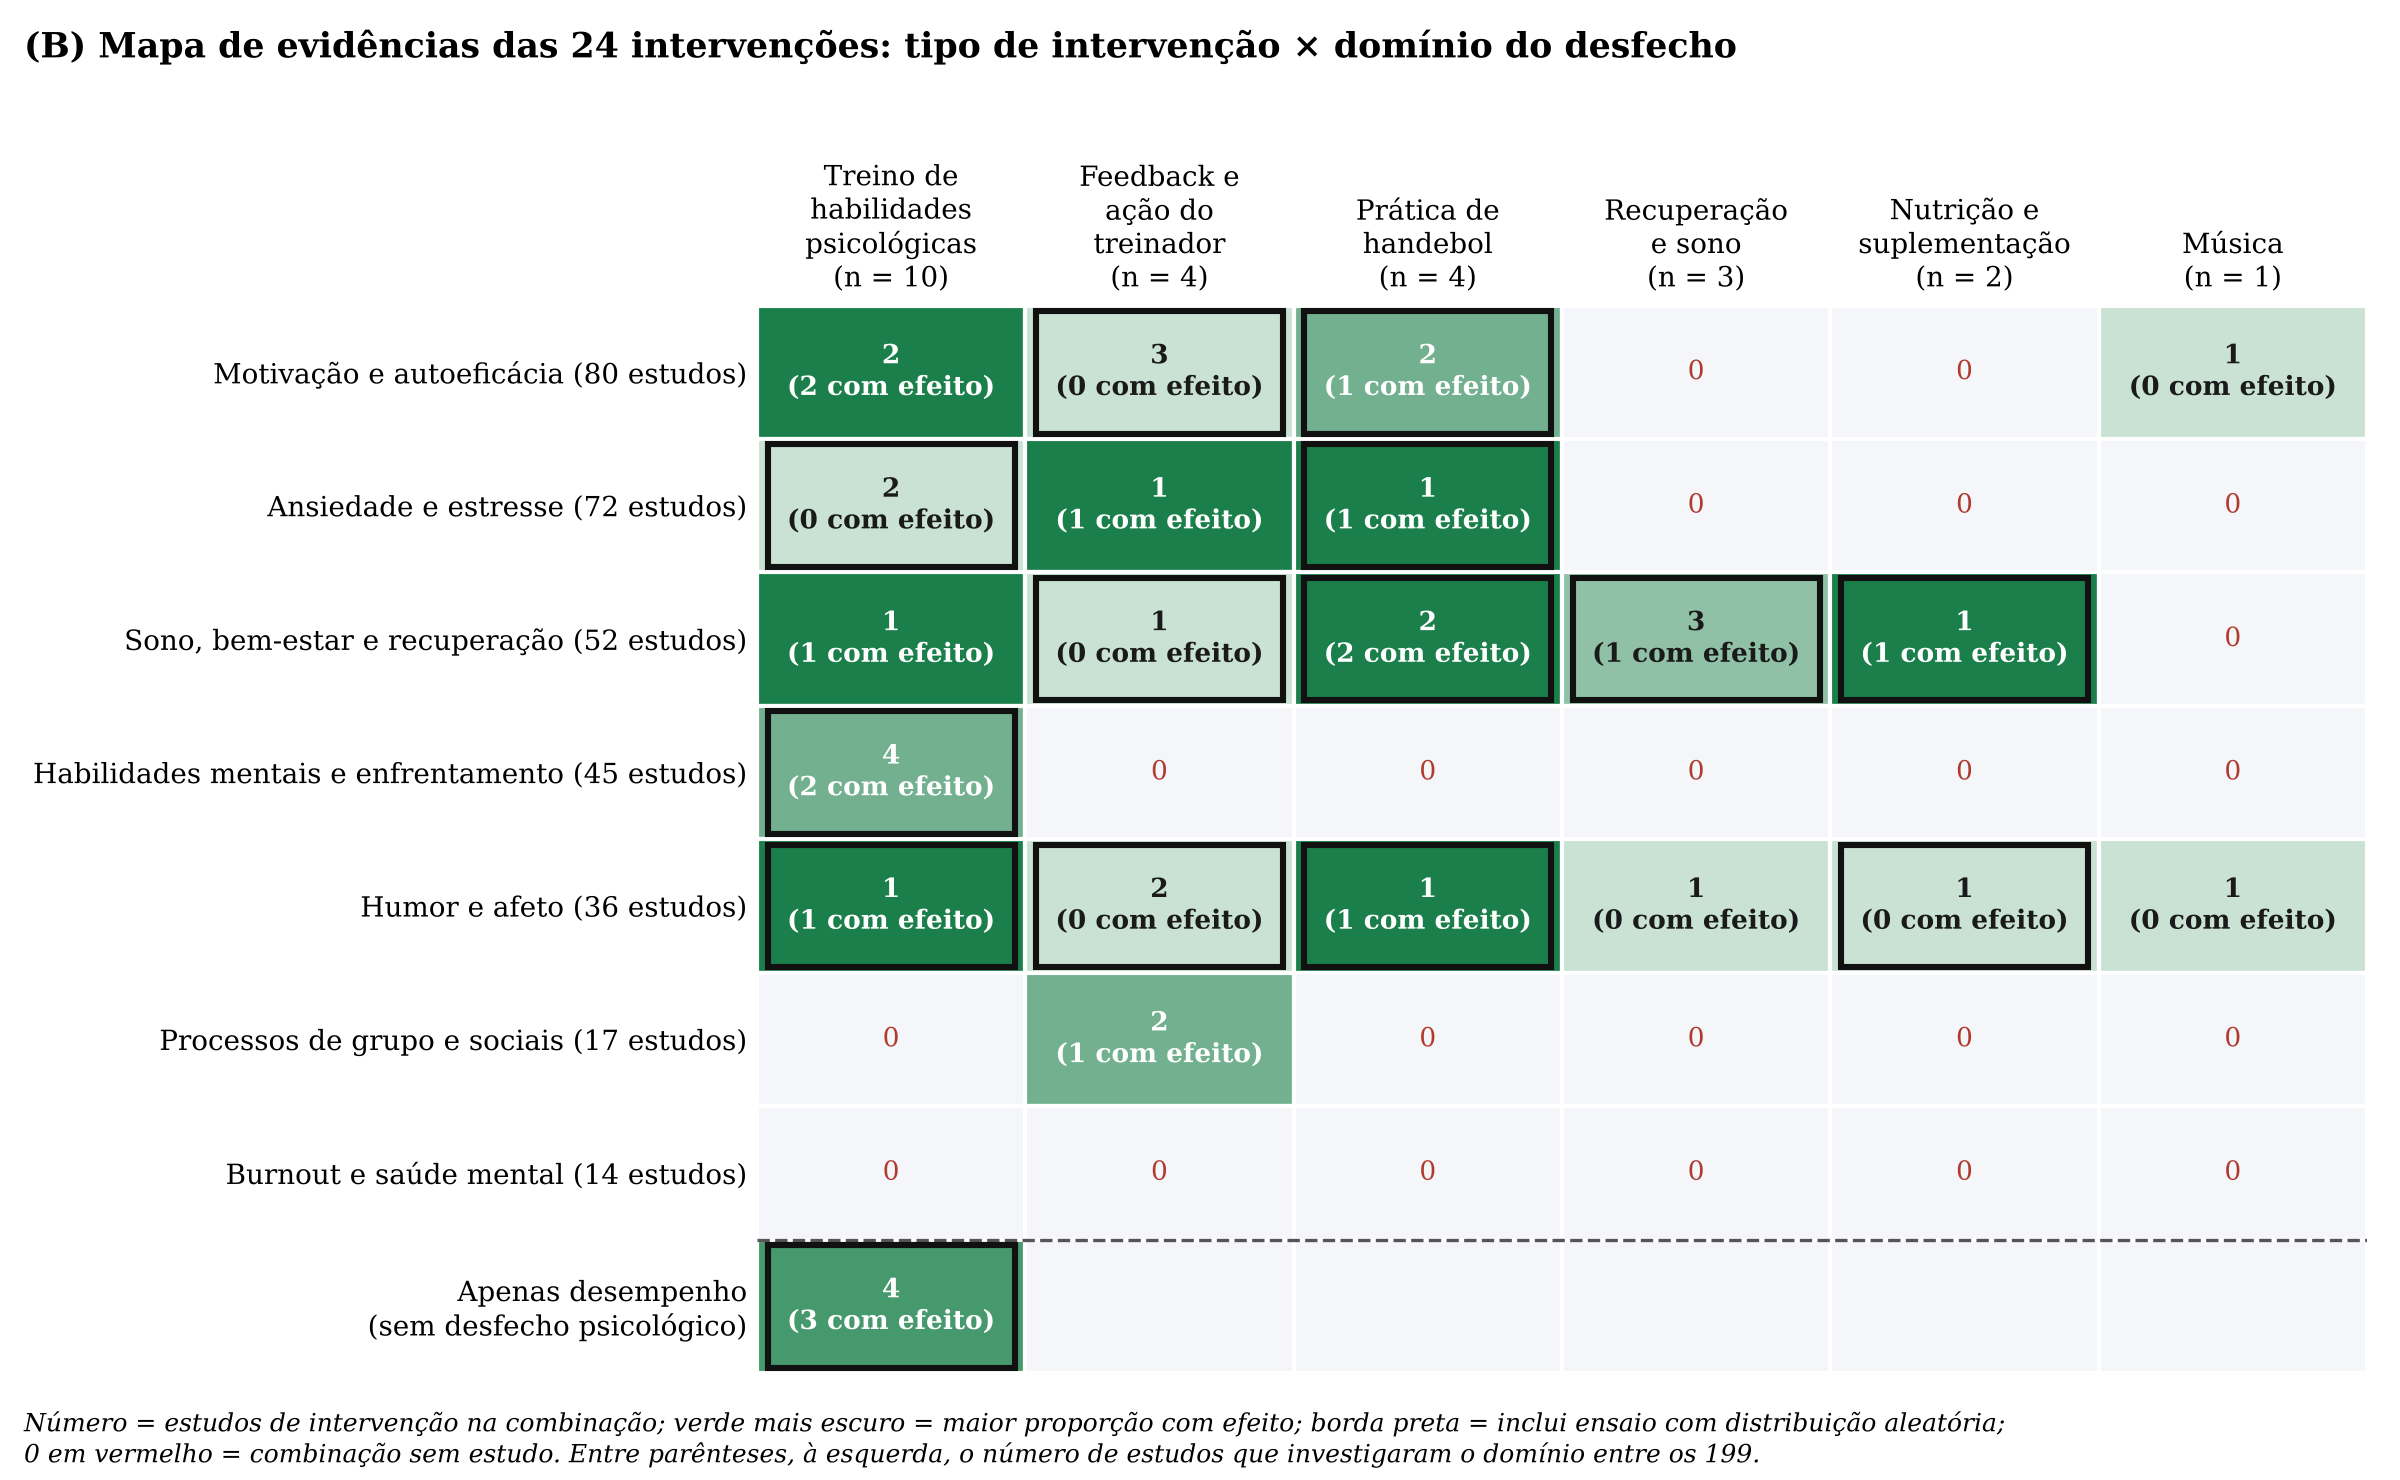 (B) Mapa de evidências das 24 intervenções: tipo de intervenção × domínio do desfecho
Treino de
habilidades
psicológicas
(n = 10)
Feedback e
ação do
treinador
(n = 4)
Prática de
handebol
(n = 4)
Recuperação
e sono
(n = 3)
Nutrição e
suplementação
(n = 2)
Música
(n = 1)
Motivação e autoeficácia (80 estudos)
2
(2 com efeito)
3
(0 com efeito)
2
(1 com efeito)
0
0
1
(0 com efeito)
Ansiedade e estresse (72 estudos)
2
(0 com efeito)
1
(1 com efeito)
1
(1 com efeito)
0
0
0
Sono, bem-estar e recuperação (52 estudos)
1
(1 com efeito)
1
(0 com efeito)
2
(2 com efeito)
3
(1 com efeito)
1
(1 com efeito)
0
Habilidades mentais e enfrentamento (45 estudos)
4
(2 com efeito)
0
0
0
0
0
Humor e afeto (36 estudos)
1
(1 com efeito)
2
(0 com efeito)
1
(1 com efeito)
1
(0 com efeito)
1
(0 com efeito)
1
(0 com efeito)
Processos de grupo e sociais (17 estudos)
0
2
(1 com efeito)
0
0
0
0
Burnout e saúde mental (14 estudos)
0
0
0
0
0
0
Apenas desempenho
(sem desfecho psicológico)
4
(3 com efeito)
Número = estudos de intervenção na combinação; verde mais escuro = maior proporção com efeito; borda preta = inclui ensaio com distribuição aleatória;
0 em vermelho = combinação sem estudo. Entre parênteses, à esquerda, o número de estudos que investigaram o domínio entre os 199.